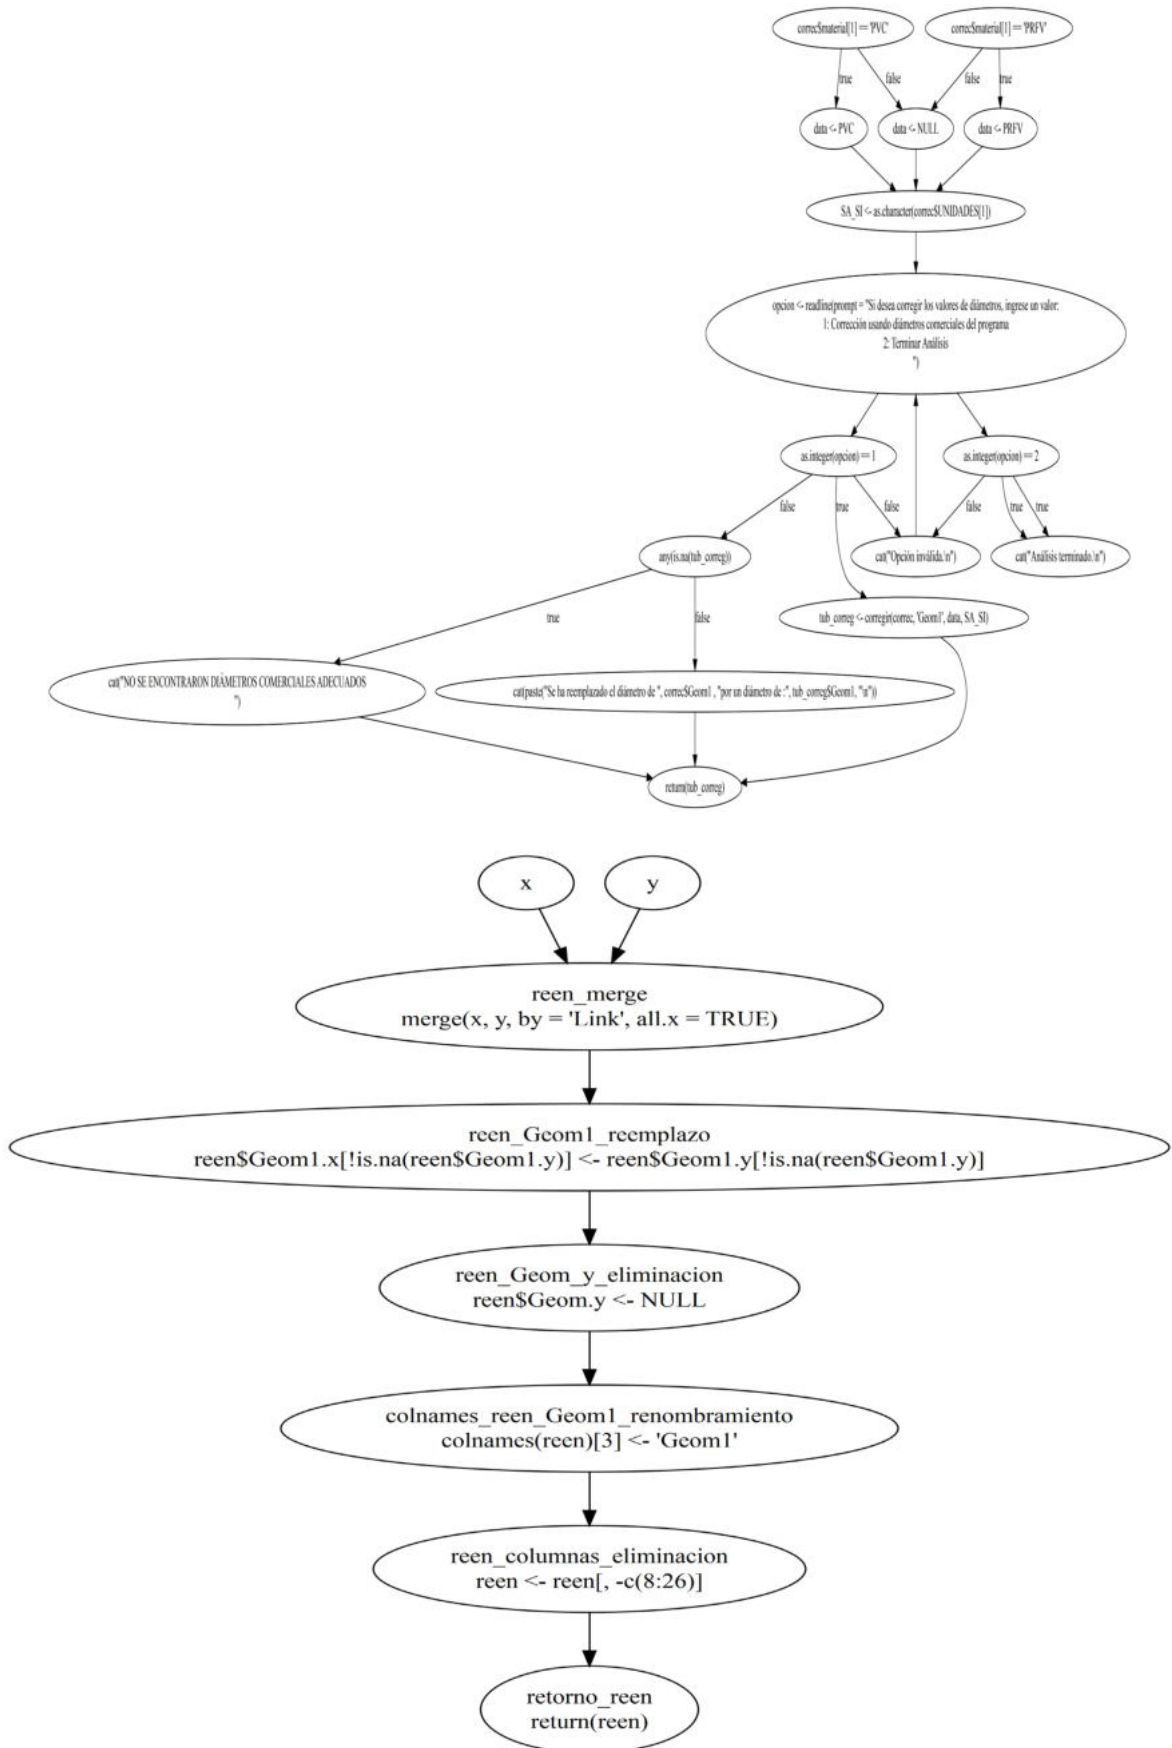 correc$material[1] == 'PVC'
correc$material[1] == 'PRFV'
true
false
false
true
data <- PVC
data <- NULL
data <- PRFV
SA_SI <- as.character(correc$UNIDADES[1])
opcion <- readline(prompt = "Si desea corregir los valores de diámetros, ingrese un valor:
1: Corrección usando diámetros comerciales del programa
2: Terminar Análisis
")
as.integer(opcion) == 1
as.integer(opcion) == 2
false
true
false
false
true
true
any(is.na(tub_correg))
cat("Opción inválida.\n")
cat("Análisis terminado.\n")
true
false
tub_correg <- corregir(correc, 'Geom1', data, SA_SI)
cat("NO SE ENCONTRARON DIÁMETROS COMERCIALES ADECUADOS
")
cat(paste("Se ha reemplazado el diámetro de ", correc$Geom1 , "por un diámetro de :", tub_correg$Geom1, "\n"))
return(tub_correg)
x
y
reen_merge
merge(x, y, by = 'Link', all.x = TRUE)
reen_Geom1_reemplazo
reen$Geom1.x[!is.na(reen$Geom1.y)] <- reen$Geom1.y[!is.na(reen$Geom1.y)]
reen_Geom_y_eliminacion
reen$Geom.y <- NULL
colnames_reen_Geom1_renombramiento
colnames(reen)[3] <- 'Geom1'
reen_columnas_eliminacion
reen <- reen[, -c(8:26)]
retorno_reen
return(reen)